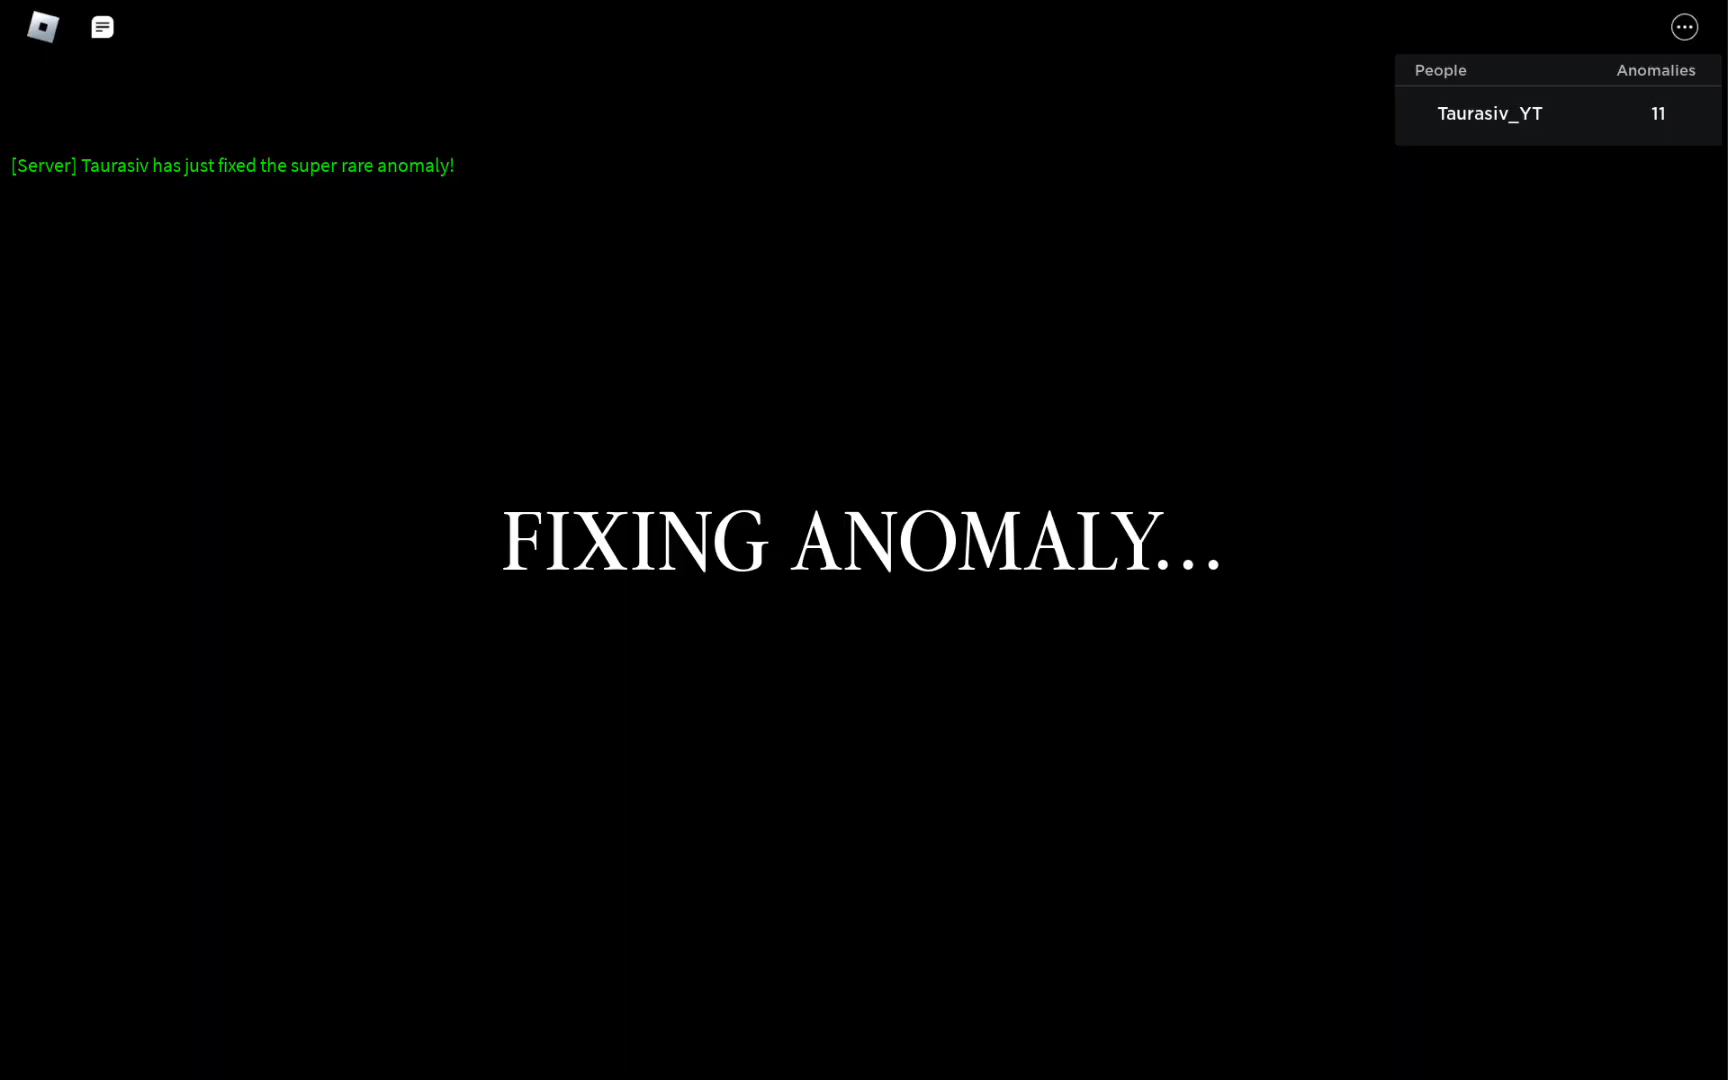 People Anomalies
Taurasiv_YT 11
[Server] Taurasiv has just fixed the super rare anomaly!
FIXING ANOMALY...